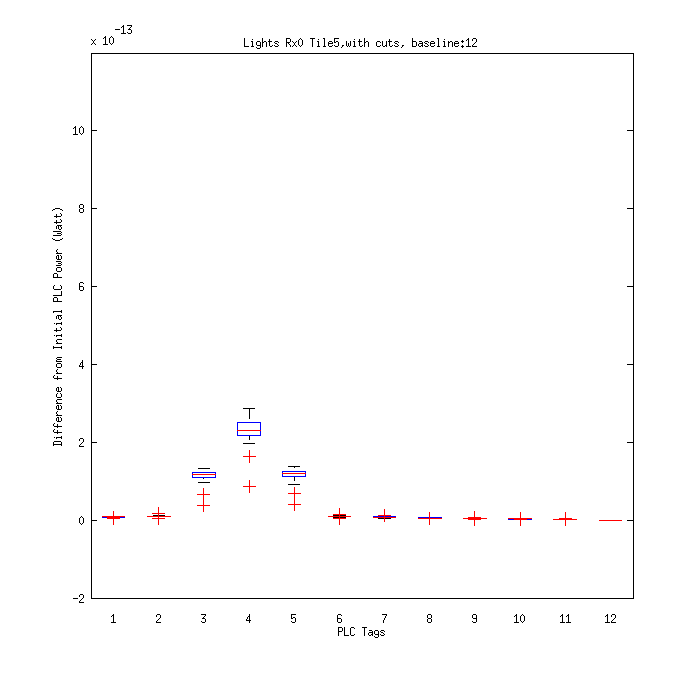 x 10-13
Lights Rx0 Tile5,with cuts, baseline:12
10
8
6
4
2
0
-2
Difference from Initial PLC Power (Watt)
1 2 3 4 5 6 7 8 9 10 11 12
PLC Tags